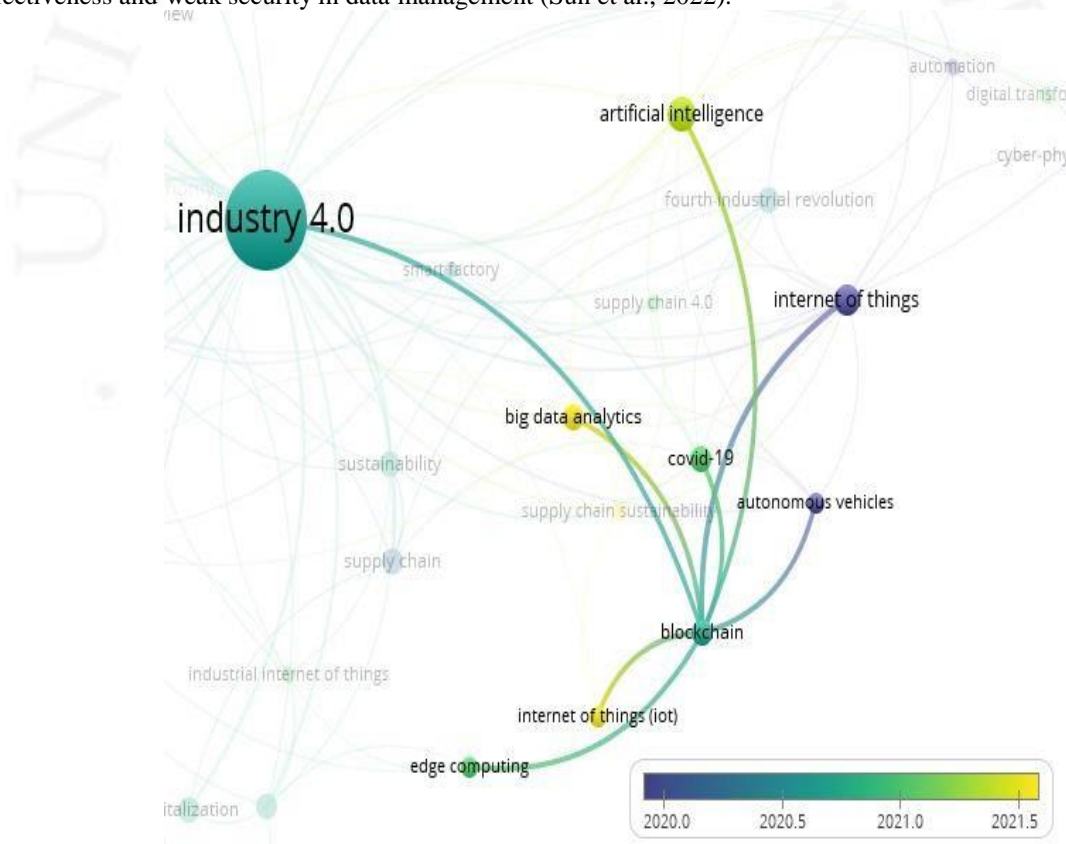 and weak security in data management (Sun et al., 2022).
view
automation
artificial intelligence
digital transfo
cyber-phy
fourth industrial revolution
industry 4.0
smart factory
internet of things
supply chain 4.0
big data analytics
covid-19
sustainability
autonomous vehicles
supply chain sustainability
supply chain
blockchain
industrial internet of things
internet of things (iot)
edge computing
italization
2020.0 2020.5 2021.0 2021.5
UNI